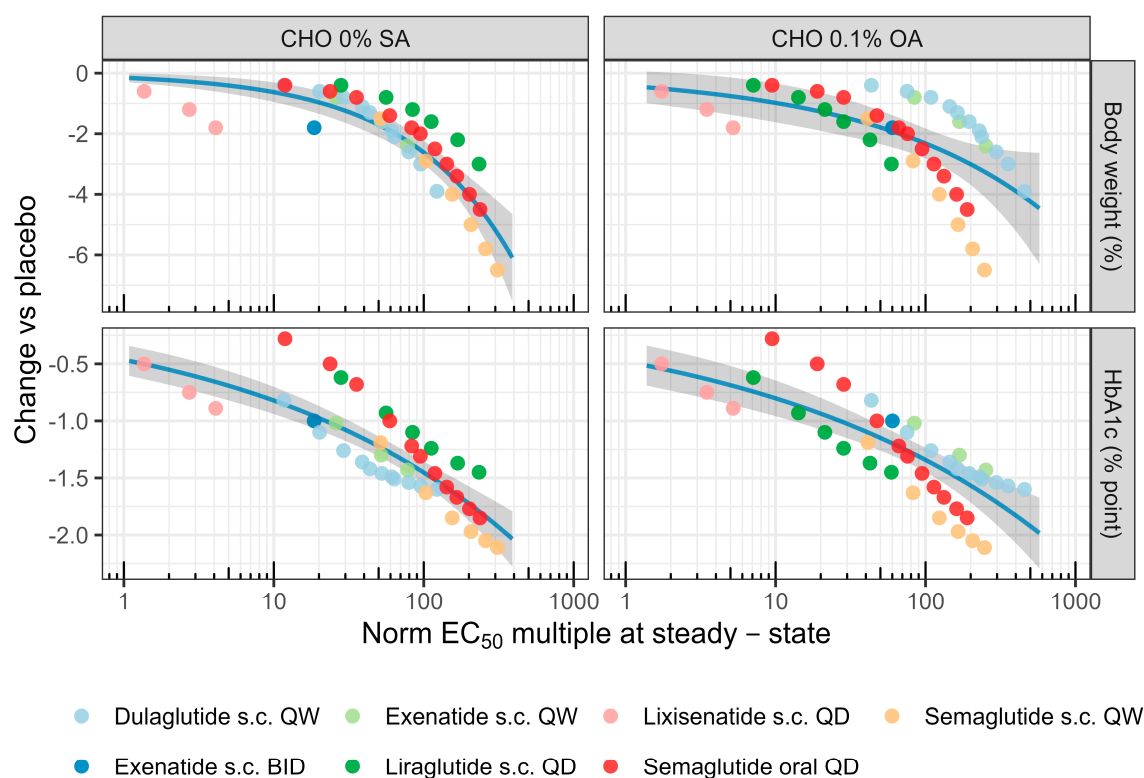 CHO 0% SA CHO 0.1% OA
0
-2
-4
-6
Body weight (%)
-0.5
-1.0
-1.5
-2.0
HbA1c (% point)
Change vs placebo
1 10 100 1000 1 10 100 1000
Norm EC50 multiple at steady − state
Dulaglutide s.c. QW Exenatide s.c. QW Lixisenatide s.c. QD Semaglutide s.c. QW
Exenatide s.c. BID Liraglutide s.c. QD Semaglutide oral QD